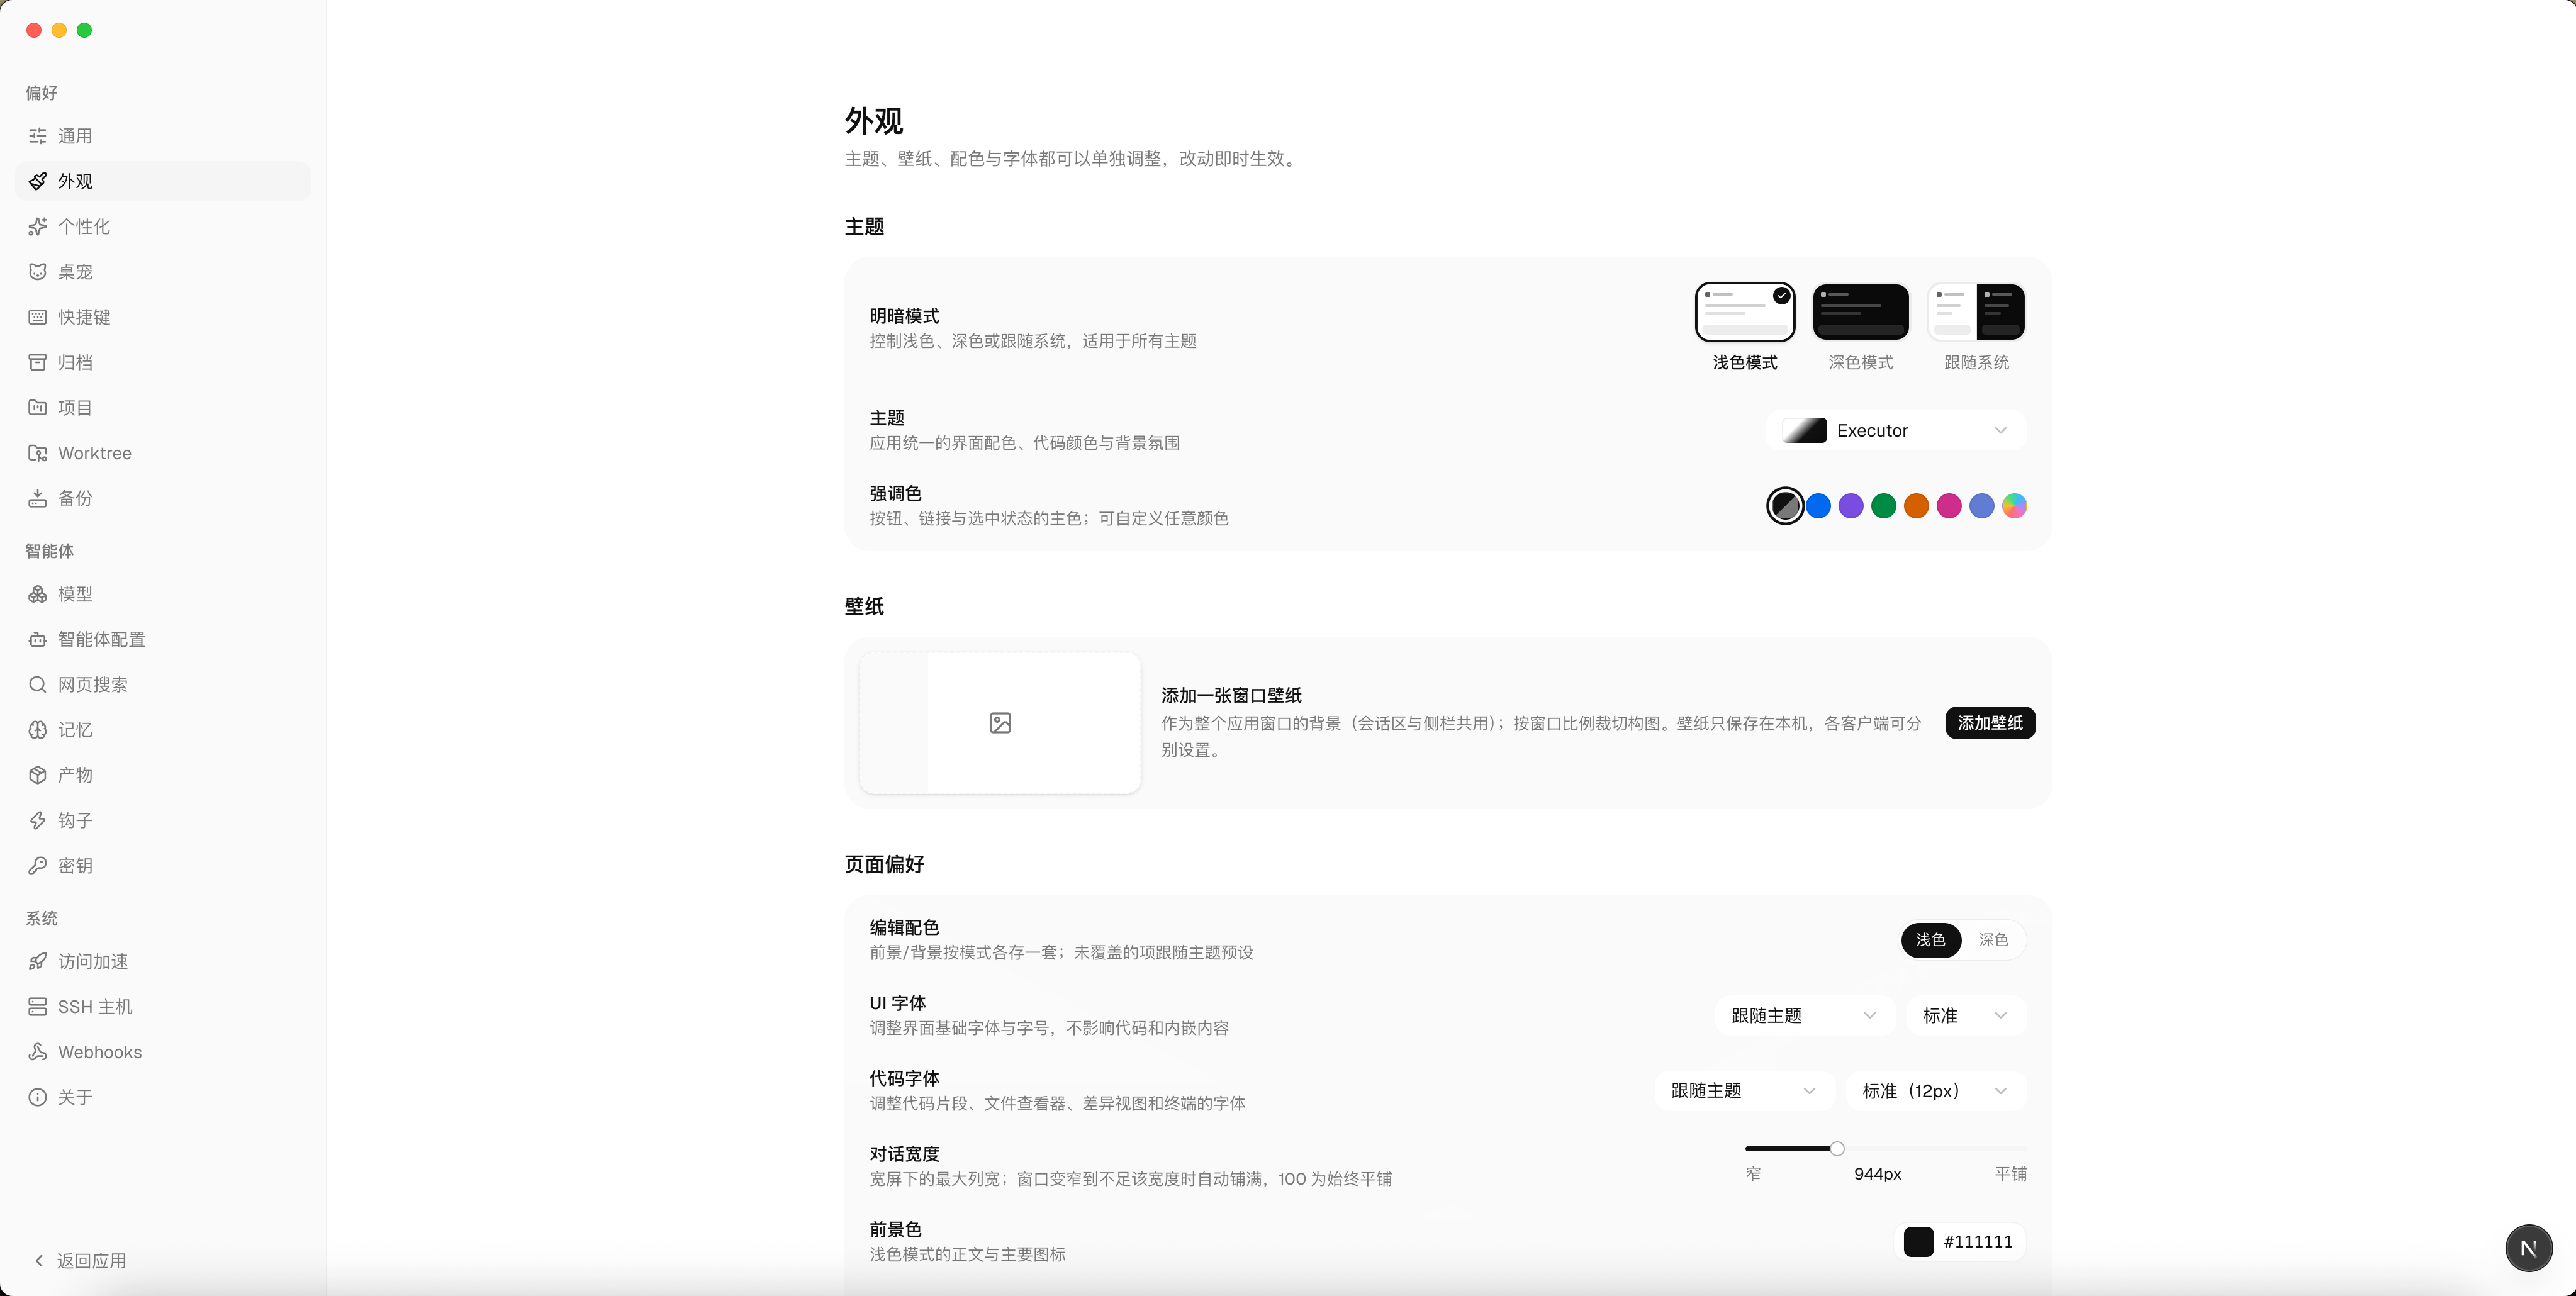 偏好
通用
外观
个性化
桌宠
快捷键
归档
项目
Worktree
备份
智能体
模型
智能体配置
网页搜索
记忆
产物
钩子
密钥
系统
访问加速
SSH 主机
Webhooks
关于
返回应用
外观
主题、壁纸、配色与字体都可以单独调整，改动即时生效。
主题
明暗模式
控制浅色、深色或跟随系统，适用于所有主题
浅色模式
深色模式
跟随系统
主题
应用统一的界面配色、代码颜色与背景氛围
Executor
强调色
按钮、链接与选中状态的主色；可自定义任意颜色
壁纸
添加一张窗口壁纸
作为整个应用窗口的背景（会话区与侧栏共用）；按窗口比例裁切构图。壁纸只保存在本机，各客户端可分
别设置。
添加壁纸
页面偏好
编辑配色
前景/背景按模式各存一套；未覆盖的项跟随主题预设
浅色
深色
UI 字体
调整界面基础字体与字号，不影响代码和内嵌内容
跟随主题
标准
代码字体
调整代码片段、文件查看器、差异视图和终端的字体
跟随主题
标准（12px）
对话宽度
宽屏下的最大列宽；窗口变窄到不足该宽度时自动铺满，100 为始终平铺
窄
944px
平铺
前景色
浅色模式的正文与主要图标
#111111
N